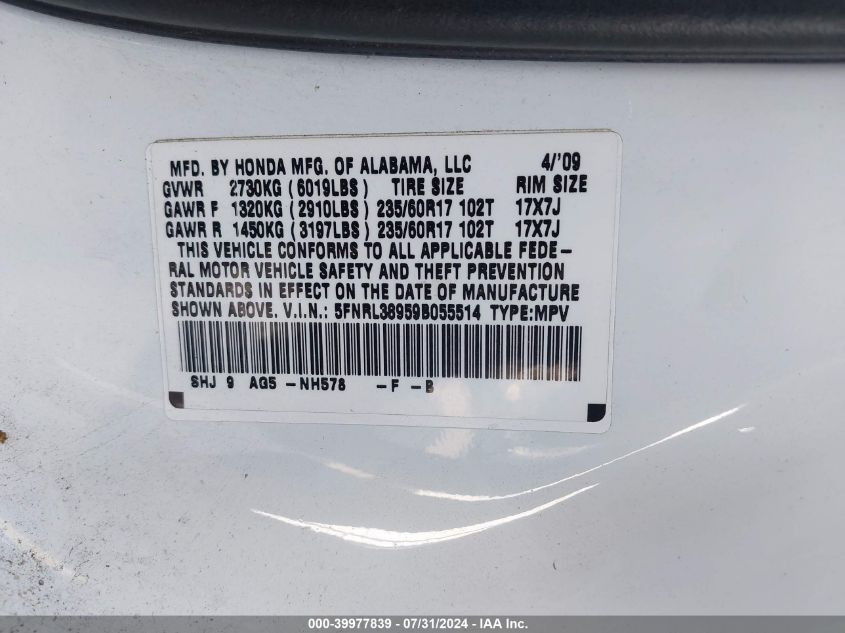 MFD. BY HONDA MFG. OF ALABAMA, LLC 4/'09
GVWR 2730KG (6019LBS) TIRE SIZE RIM SIZE
GAWR F 1320KG (2910LBS) 235/60R17 102T 17X7J
GAWR R 1450KG (3197LBS) 235/60R17 102T 17X7J
THIS VEHICLE CONFORMS TO ALL APPLICABLE FEDE-
RAL MOTOR VEHICLE SAFETY AND THEFT PREVENTION
STANDARDS IN EFFECT ON THE DATE OF MANUFACTURE
SHOWN ABOVE. V.I.N.: 5FNRL38959B055514 TYPE:MPV
SHJ 9 AG5 -NH578 -F -B
000-39977839 - 07/31/2024 - IAA Inc.